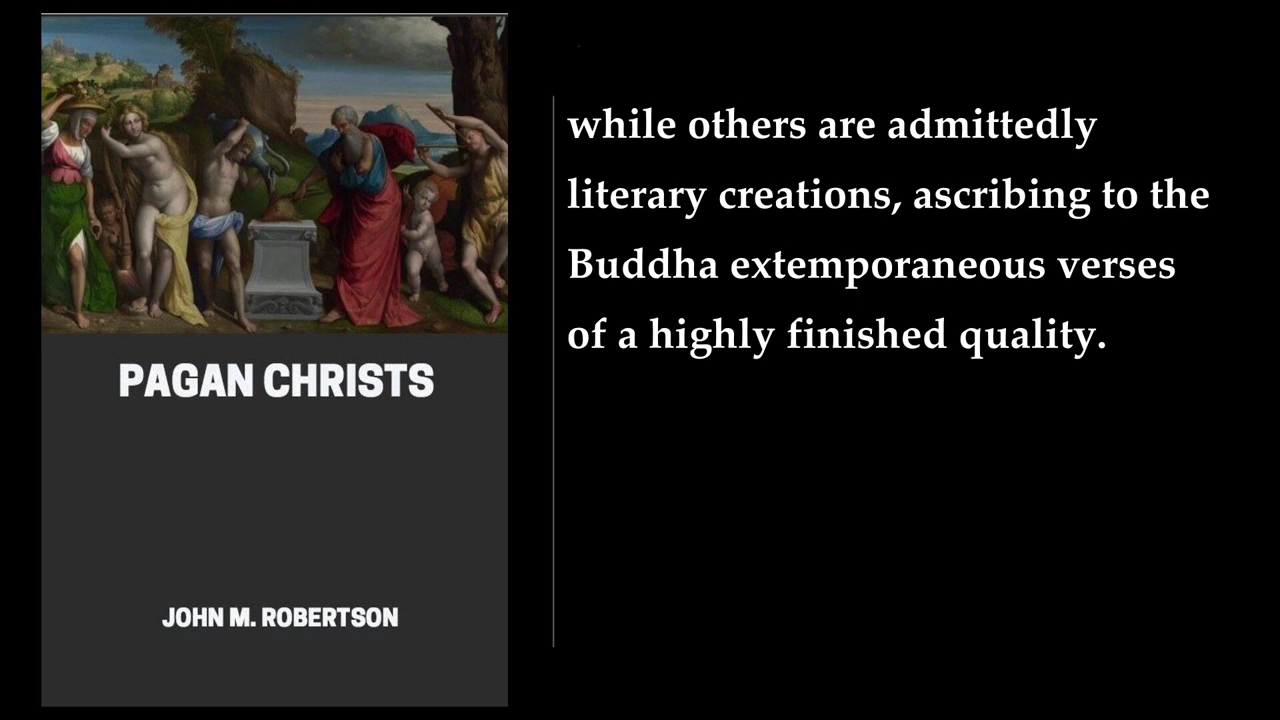 PAGAN CHRISTS
JOHN M. ROBERTSON
while others are admittedly
literary creations, ascribing to the
Buddha extemporaneous verses
of a highly finished quality.